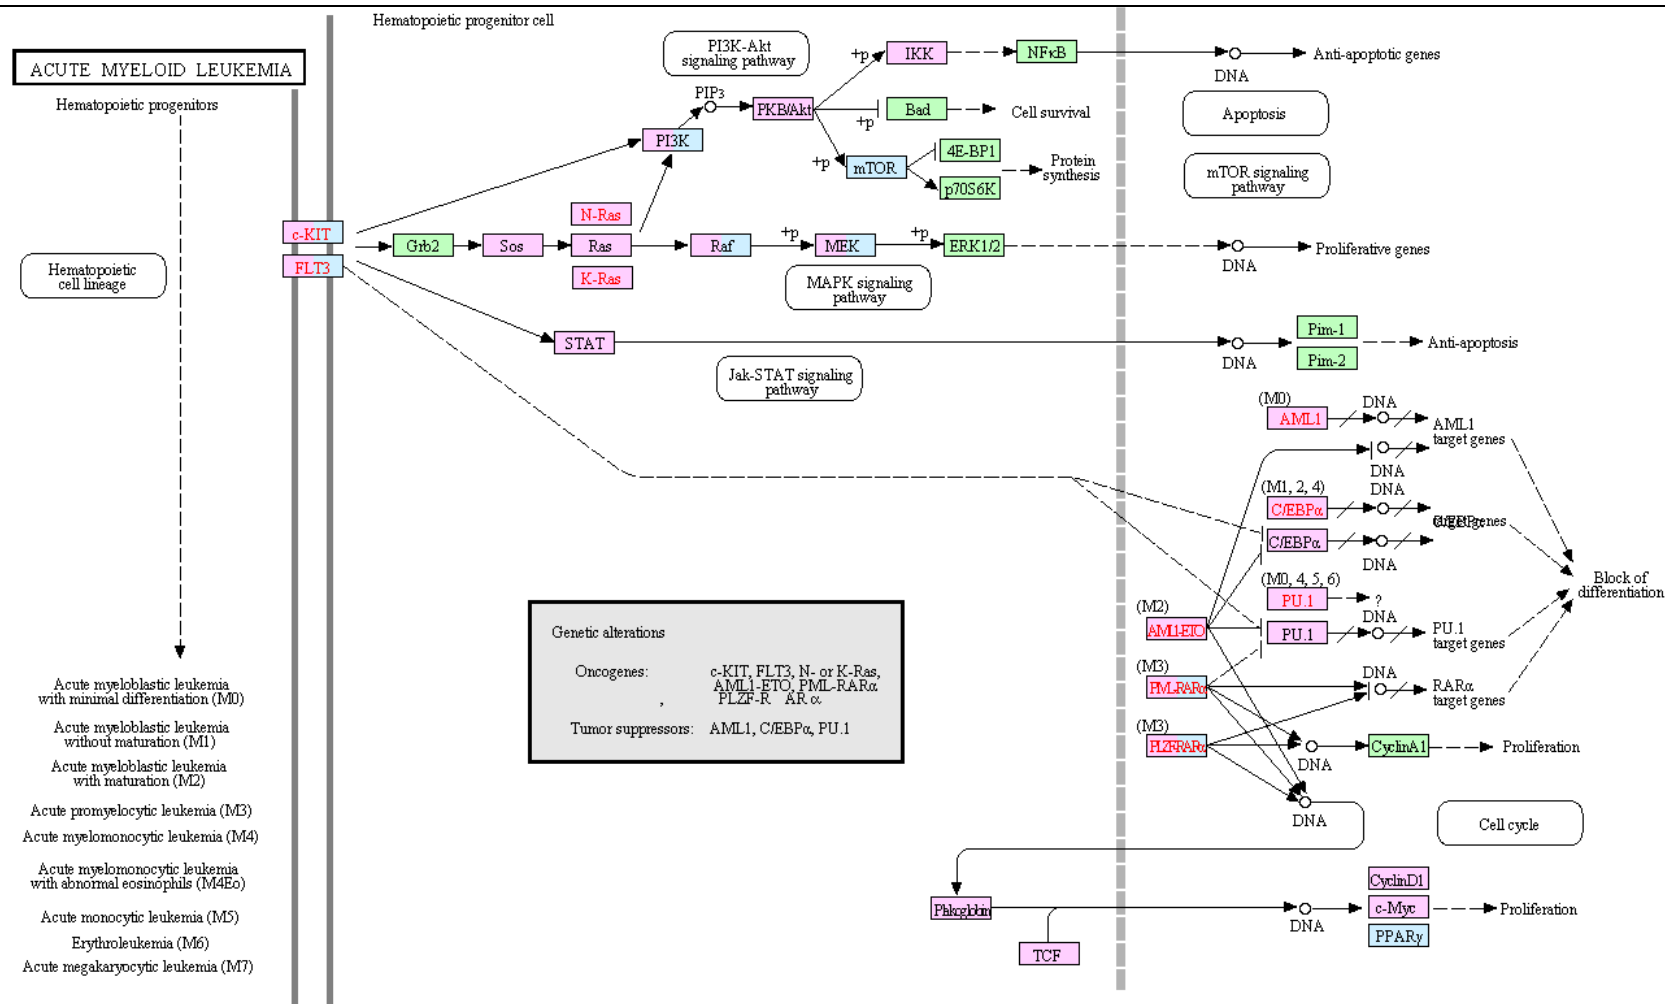 Hematopoietic progenitor cell
ACUTE MYELOID LEUKEMIA
Hematopoietic progenitors
Hematopoietic
cell lineage
Acute myeloblastic leukemia
with minimal differentiation (M0)
Acute myeloblastic leukemia
without maturation (M1)
Acute myeloblastic leukemia
with maturation (M2)
Acute promyelocytic leukemia (M3)
Acute myelomonocytic leukemia (M4)
Acute myelomonocytic leukemia
with abnormal eosinophils (M4Eo)
Acute monocytic leukemia (M5)
Erythroleukemia (M6)
Acute megakaryocytic leukemia (M7)
PI3K-Akt
signaling pathway
PIP3
PKB/Akt
PI3K
+p
IKK
NFκB
DNA
Anti-apoptotic genes
+p
Bad
Cell survival
Apoptosis
+p
mTOR
4E-BP1
p70S6K
Protein
synthesis
mTOR signaling
pathway
c-KIT
FLT3
Grb2
Sos
N-Ras
Ras
K-Ras
Raf
+p
MEK
+p
ERK1/2
DNA
Proliferative genes
MAPK signaling
pathway
STAT
DNA
Pim-1
Pim-2
Anti-apoptosis
Jak-STAT signaling
pathway
(M0)
AML1
DNA
AML1
target genes
DNA
(M1, 2, 4)
DNA
C/EBPα
target genes
C/EBPα
DNA
(M0, 4, 5, 6)
PU.1
?
DNA
(M2)
AML1-ETO
PU.1
PU.1
target genes
Block of
differentiation
(M3)
PML-RARα
DNA
RARα
target genes
(M3)
PLZF-RARα
DNA
CyclinA1
Proliferation
DNA
Cell cycle
Genetic alterations
Oncogenes: c-KIT, FLT3, N- or K-Ras,
AML1-ETO, PML-RARα
, PLZF-R ARα
Tumor suppressors: AML1, C/EBPα, PU.1
Plakoglobin
TCF
DNA
CyclinD1
c-Myc
PPARγ
Proliferation